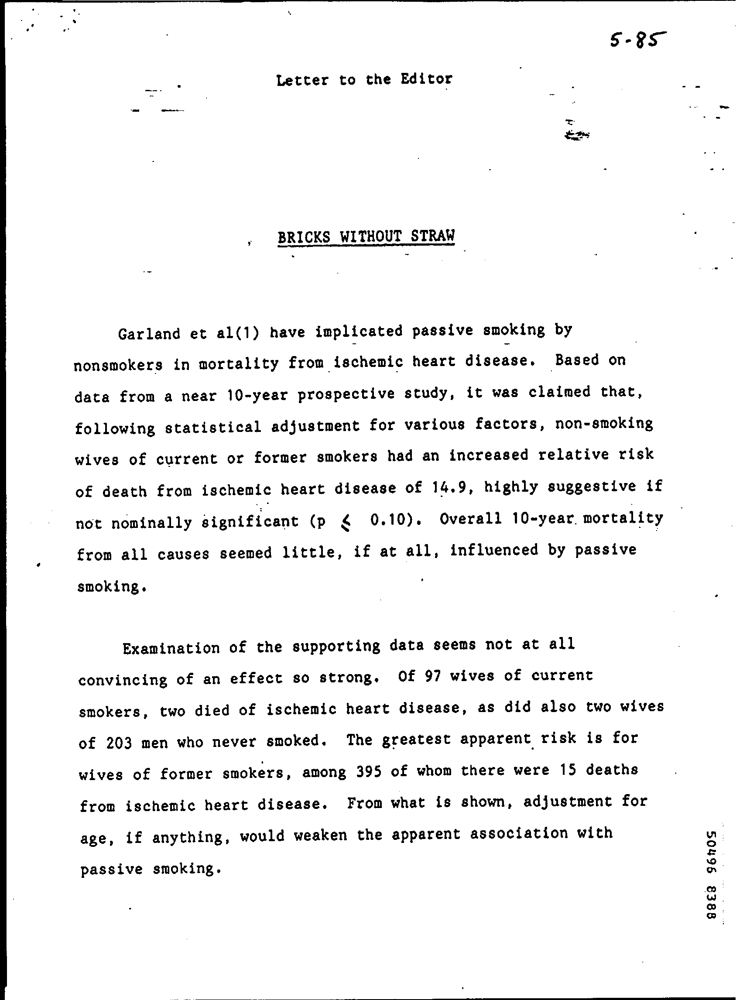 5-85
Letter to the Editor
BRICKS WITHOUT STRAW
Garland et al(1) have implicated passive smoking by
nonsmokers in mortality from ischemic heart disease. Based on
data from a near 10-year prospective study, it was claimed that,
following statistical adjustment for various factors, non-smoking
wives of current or former smokers had an increased relative risk
of death from ischemic heart disease of 14.9, highly suggestive if
not nominally significant (p ≤ 0.10). Overall 10-year mortality
from all causes seemed little, if at all, influenced by passive
smoking.
Examination of the supporting data seems not at all
convincing of an effect so strong. Of 97 wives of current
smokers, two died of ischemic heart disease, as did also two wives
of 203 men who never smoked. The greatest apparent risk is for
wives of former smokers, among 395 of whom there were 15 deaths
from ischemic heart disease. From what is shown, adjustment for
age, if anything, would weaken the apparent association with
passive smoking.
50496 8388